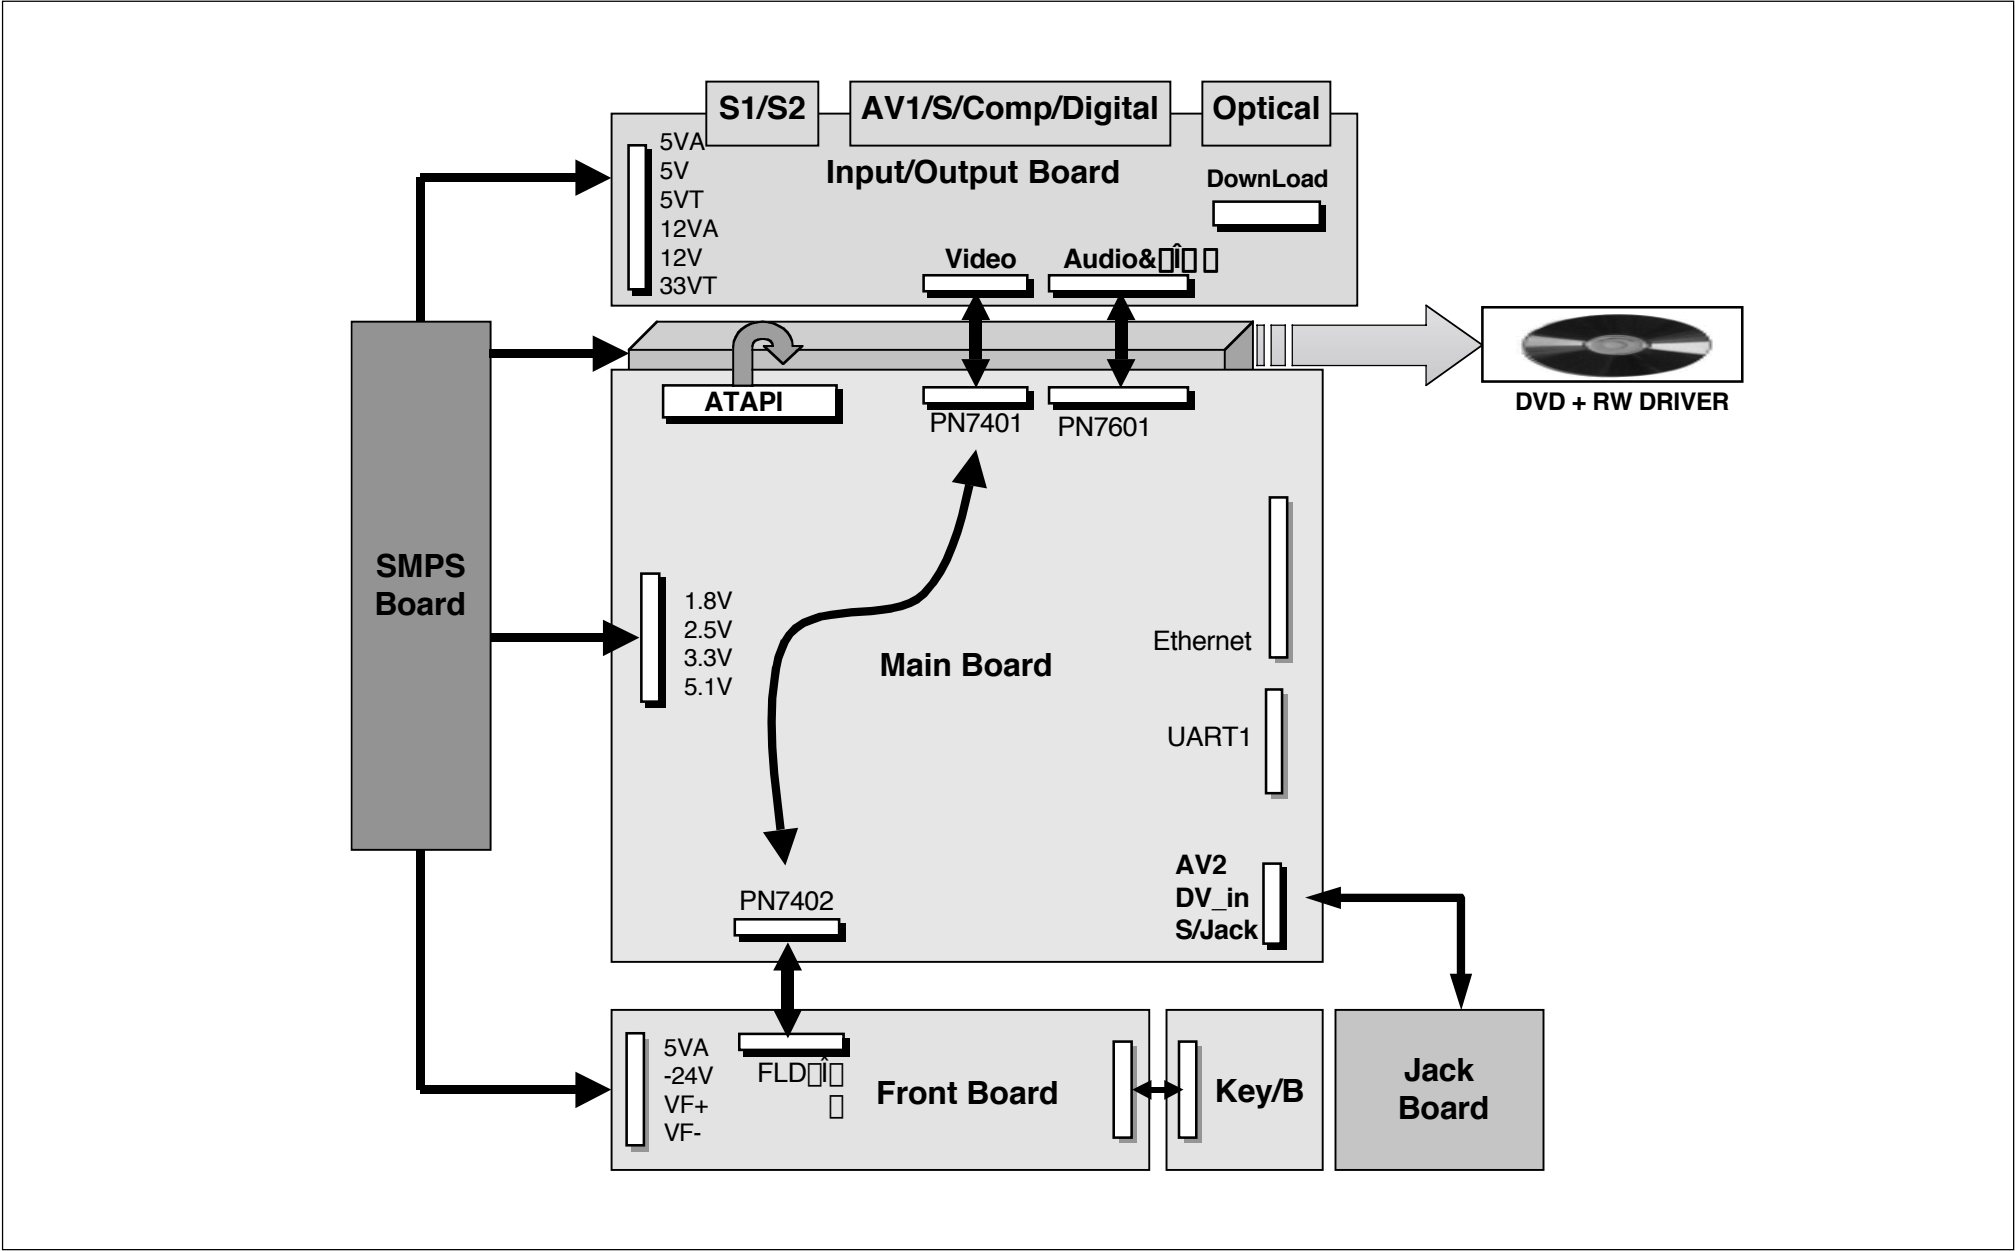 S1/S2
AV1/S/Comp/Digital
Optical
5VA
5V
5VT
12VA
12V
33VT
Input/Output Board
DownLoad
Video
Audio&
ATAPI
PN7401
PN7601
DVD + RW DRIVER
SMPS
Board
1.8V
2.5V
3.3V
5.1V
Main Board
Ethernet
UART1
AV2
DV_in
S/Jack
PN7402
5VA
-24V
VF+
VF-
FLD
Front Board
Key/B
Jack
Board